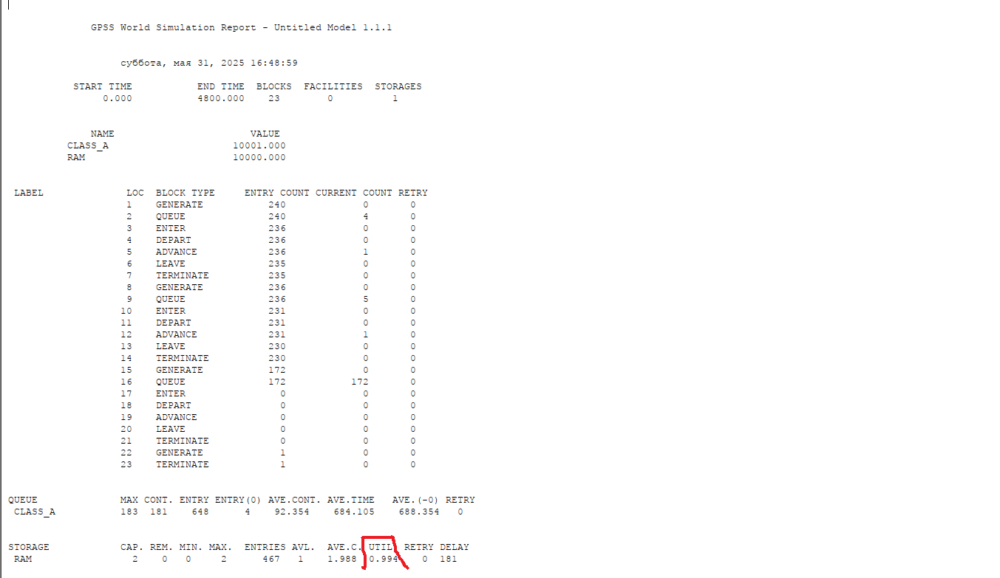 GPSS World Simulation Report - Untitled Model 1.1.1
суббота, мая 31, 2025 16:48:59
START TIME END TIME BLOCKS FACILITIES STORAGES
0.000 4800.000 23 0 1
NAME VALUE
CLASS_A 10001.000
RAM 10000.000
LABEL LOC BLOCK TYPE ENTRY COUNT CURRENT COUNT RETRY
1 GENERATE 240 0 0
2 QUEUE 240 4 0
3 ENTER 236 0 0
4 DEPART 236 0 0
5 ADVANCE 236 1 0
6 LEAVE 235 0 0
7 TERMINATE 235 0 0
8 GENERATE 236 0 0
9 QUEUE 236 5 0
10 ENTER 231 0 0
11 DEPART 231 0 0
12 ADVANCE 231 1 0
13 LEAVE 230 0 0
14 TERMINATE 230 0 0
15 GENERATE 172 0 0
16 QUEUE 172 172 0
17 ENTER 0 0 0
18 DEPART 0 0 0
19 ADVANCE 0 0 0
20 LEAVE 0 0 0
21 TERMINATE 0 0 0
22 GENERATE 1 0 0
23 TERMINATE 1 0 0
QUEUE MAX CONT. ENTRY ENTRY(0) AVE.CONT. AVE.TIME AVE.(-0) RETRY
CLASS_A 183 181 648 4 92.354 684.105 688.354 0
STORAGE CAP. REM. MIN. MAX. ENTRIES AVL. AVE.C. UTIL. RETRY DELAY
RAM 2 0 0 2 467 1 1.988 0.994 0 181